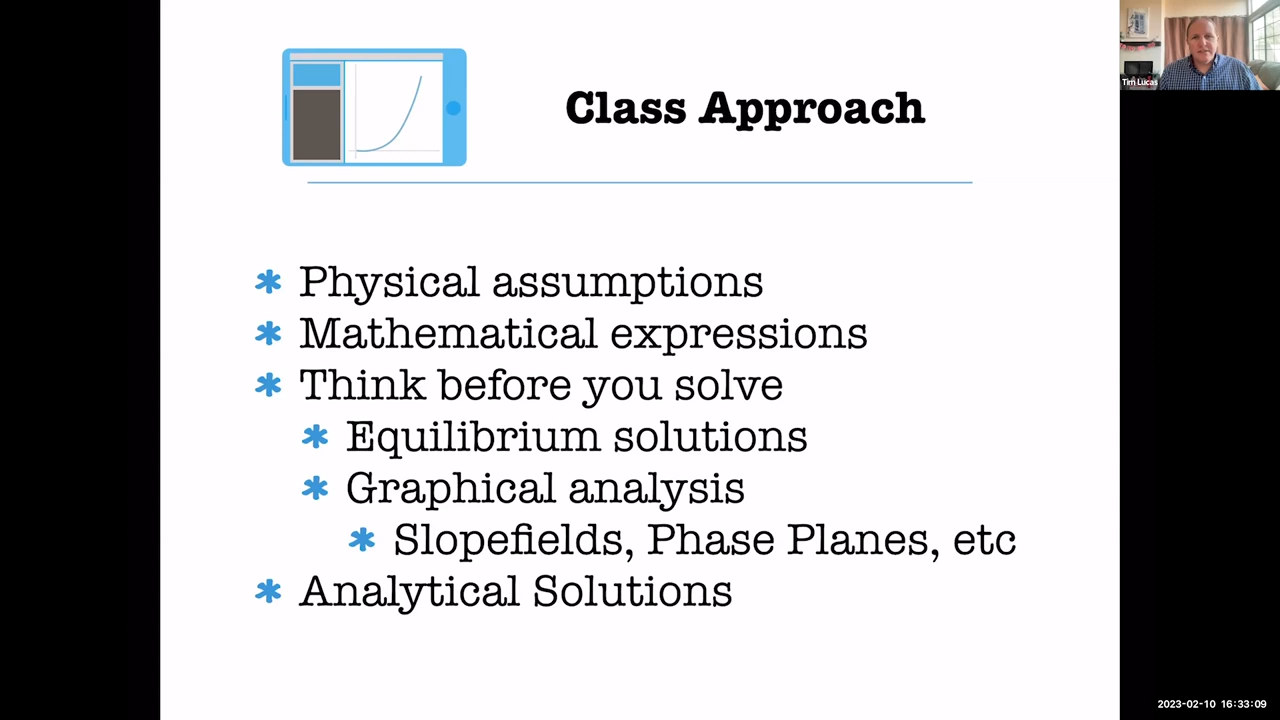 Class Approach
Tim Lucas
* Physical assumptions
* Mathematical expressions
* Think before you solve
* Equilibrium solutions
* Graphical analysis
* Slopefields, Phase Planes, etc
* Analytical Solutions
2023-02-10 16:33:09